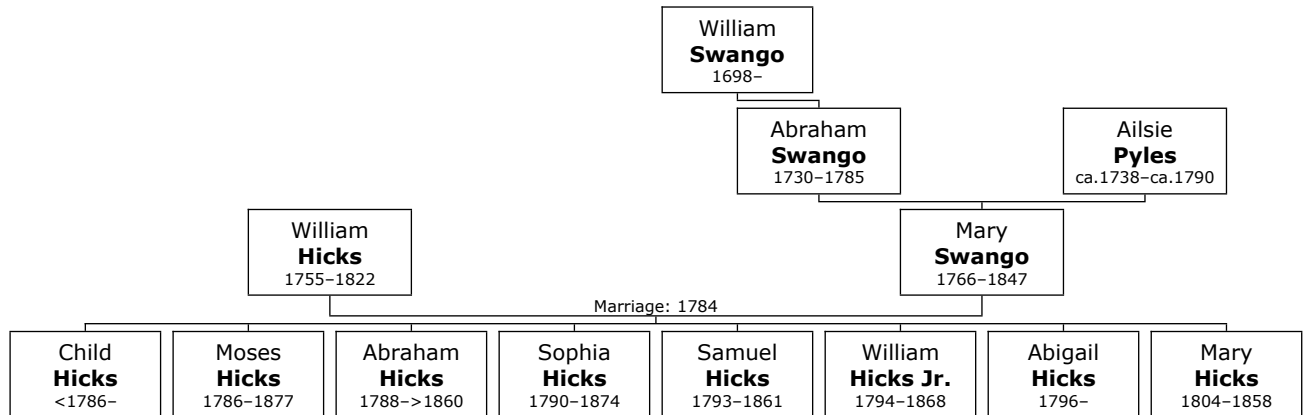 William
Swango
1698–
Abraham
Swango
1730–1785
Ailsie
Pyles
ca.1738–ca.1790
William
Hicks
1755–1822
Mary
Swango
1766–1847
Marriage: 1784
Child
Hicks
<1786–
Moses
Hicks
1786–1877
Abraham
Hicks
1788–>1860
Sophia
Hicks
1790–1874
Samuel
Hicks
1793–1861
William
Hicks Jr.
1794–1868
Abigail
Hicks
1796–
Mary
Hicks
1804–1858